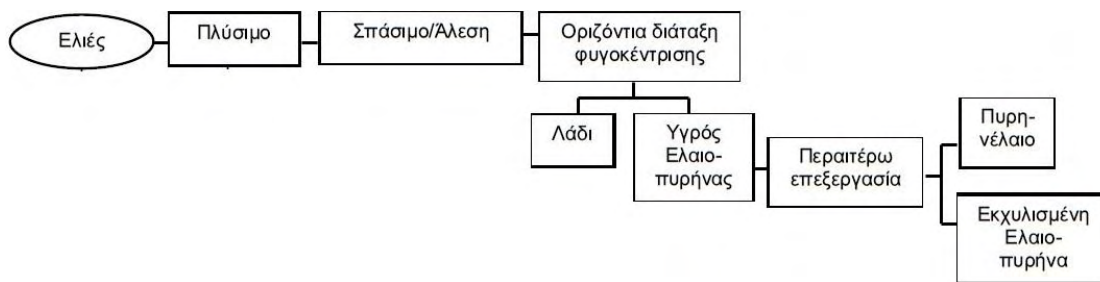 Ελιές
Πλύσιμο
Σπάσιμο/Άλεση
Οριζόντια διάταξη
φυγοκέντρισης
Λάδι
Υγρός
Ελαιο-
πυρήνας
Περαιτέρω
επεξεργασία
Πυρη-
νέλαιο
Εκχυλισμένη
Ελαιο-
πυρήνα